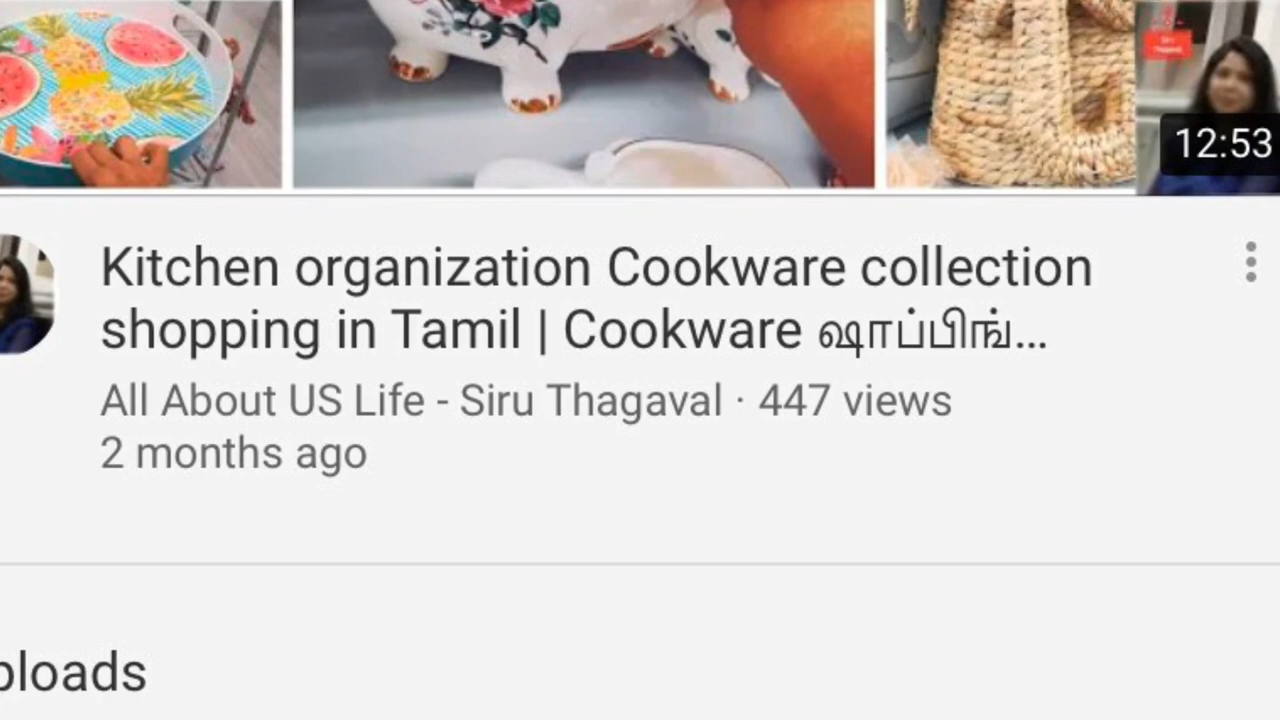 12:53
Kitchen organization Cookware collection
shopping in Tamil | Cookware ஷாப்பிங்...
All About US Life - Siru Thagaval · 447 views
2 months ago
ploads